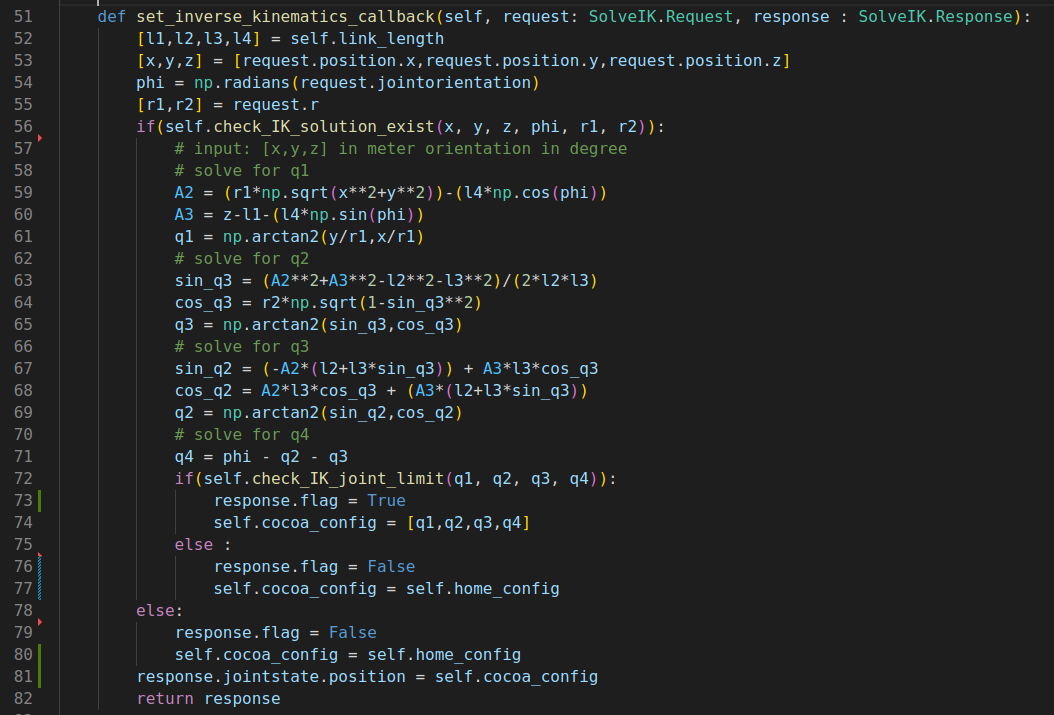 51 def set_inverse_kinematics_callback(self, request: SolveIK.Request, response : SolveIK.Response):
52 [l1,l2,l3,l4] = self.link_length
53 [x,y,z] = [request.position.x,request.position.y,request.position.z]
54 phi = np.radians(request.jointorientation)
55 [r1,r2] = request.r
56 if(self.check_IK_solution_exist(x, y, z, phi, r1, r2)):
57 # input: [x,y,z] in meter orientation in degree
58 # solve for q1
59 A2 = (r1*np.sqrt(x**2+y**2))-(l4*np.cos(phi))
60 A3 = z-l1-(l4*np.sin(phi))
61 q1 = np.arctan2(y/r1,x/r1)
62 # solve for q2
63 sin_q3 = (A2**2+A3**2-l2**2-l3**2)/(2*l2*l3)
64 cos_q3 = r2*np.sqrt(1-sin_q3**2)
65 q3 = np.arctan2(sin_q3,cos_q3)
66 # solve for q3
67 sin_q2 = (-A2*(l2+l3*sin_q3)) + A3*l3*cos_q3
68 cos_q2 = A2*l3*cos_q3 + (A3*(l2+l3*sin_q3))
69 q2 = np.arctan2(sin_q2,cos_q2)
70 # solve for q4
71 q4 = phi - q2 - q3
72 if(self.check_IK_joint_limit(q1, q2, q3, q4)):
73 response.flag = True
74 self.cocoa_config = [q1,q2,q3,q4]
75 else :
76 response.flag = False
77 self.cocoa_config = self.home_config
78 else:
79 response.flag = False
80 self.cocoa_config = self.home_config
81 response.jointstate.position = self.cocoa_config
82 return response